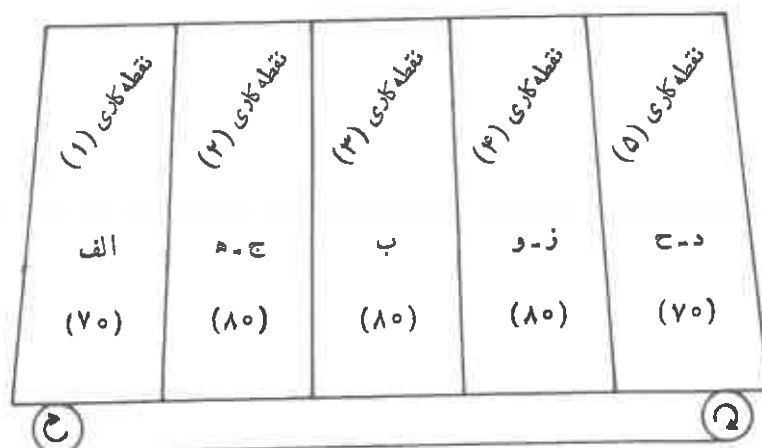 نقطه کاری (۱)
نقطه کاری (۲)
نقطه کاری (۳)
نقطه کاری (۴)
نقطه کاری (۵)
الف
ج - ه
ب
ز - و
د - ح
(۷۰)
(۸۰)
(۸۰)
(۸۰)
(۷۰)